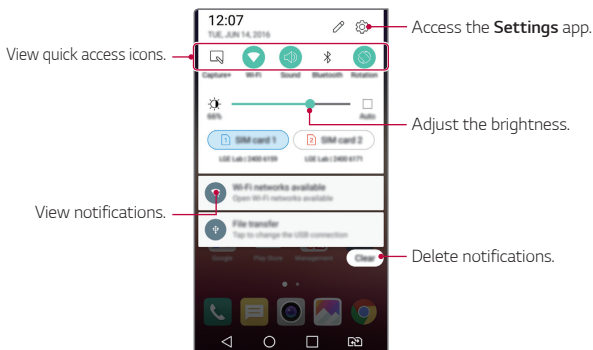 12:07
TUE, JUN 14, 2016
Access the Settings app.
View quick access icons.
Capture+ Wi-Fi Sound Bluetooth Rotation
66% Auto
Adjust the brightness.
1 SIM card 1 2 SIM card 2
LGE Lab | 2400 6159 LGE Lab | 2400 6171
Wi-Fi networks available
Open Wi-Fi networks available
View notifications.
File transfer
Tap to change the USB connection
Google Play Store Management
Clear
Delete notifications.